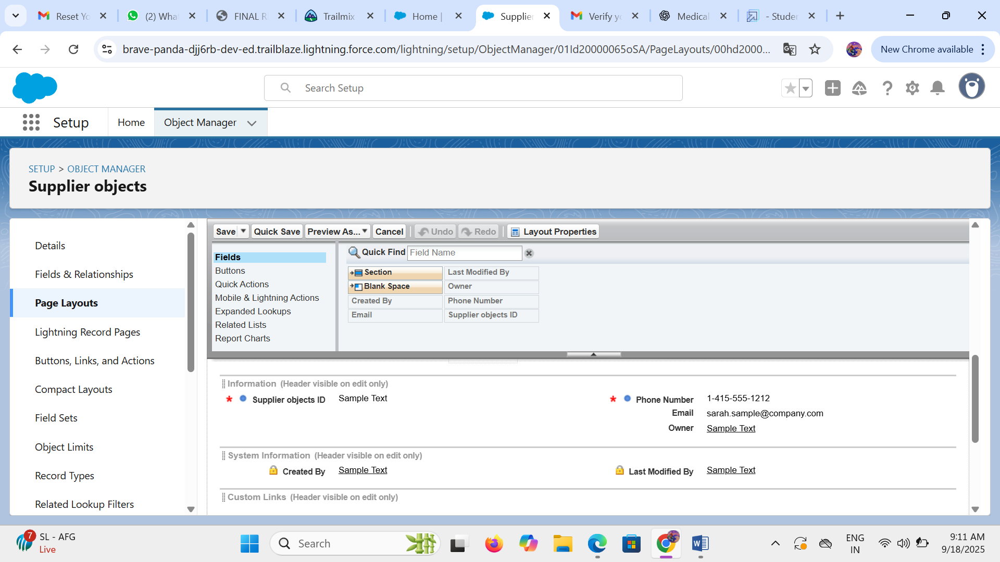 Reset Yo
(2) What
FINAL R
Trailmix
Home |
Supplier
Verify yo
Medical
- Studen
brave-panda-djj6rb-dev-ed.trailblaze.lightning.force.com/lightning/setup/ObjectManager/01Id20000065oSA/PageLayouts/00hd2000...
New Chrome available
Search Setup
Setup
Home
Object Manager
SETUP > OBJECT MANAGER
Supplier objects
Details
Fields & Relationships
Page Layouts
Lightning Record Pages
Buttons, Links, and Actions
Compact Layouts
Field Sets
Object Limits
Record Types
Related Lookup Filters
Save
Quick Save
Preview As...
Cancel
Undo
Redo
Layout Properties
Fields
Buttons
Quick Actions
Mobile & Lightning Actions
Expanded Lookups
Related Lists
Report Charts
Quick Find
Field Name
Section
Last Modified By
Blank Space
Owner
Created By
Phone Number
Email
Supplier objects ID
Information (Header visible on edit only)
* Supplier objects ID Sample Text
* Phone Number 1-415-555-1212
Email sarah.sample@company.com
Owner Sample Text
System Information (Header visible on edit only)
Created By Sample Text
Last Modified By Sample Text
Custom Links (Header visible on edit only)
7
SL - AFG
Live
Search
ENG
IN
9:11 AM
9/18/2025